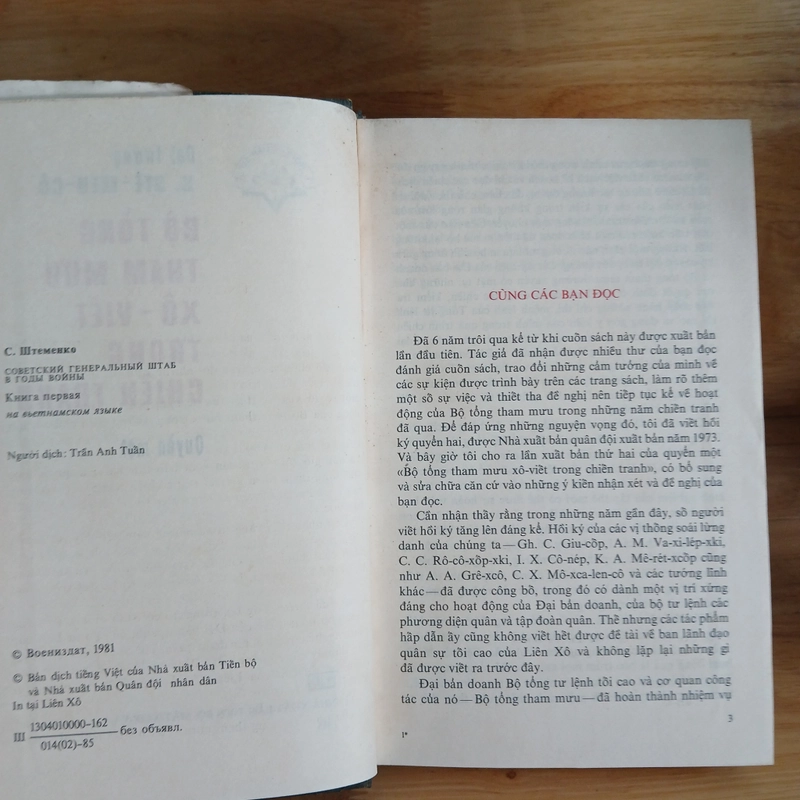 С. Штеменко
СОВЕТСКИЙ ГЕНЕРАЛЬНЫЙ ШТАБ
В ГОДЫ ВОЙНЫ
Книга первая
на вьетнамском языке
Người dịch: Trần Anh Tuấn
© Воениздат, 1981
© Bản dịch tiếng Việt của Nhà xuất bản Tiến bộ
và Nhà xuất bản Quân đội nhân dân
In tại Liên Xô
Ш 1304010000–162
014(02)–85
без объявл.
CÙNG CÁC BẠN ĐỌC
Đã 6 năm trôi qua kể từ khi cuốn sách này được xuất bản
lần đầu tiên. Tác giả đã nhận được nhiều thư của bạn đọc
đánh giá cuốn sách, trao đổi những cảm tưởng của mình về
các sự kiện được trình bày trên các trang sách, làm rõ thêm
một số sự việc và thiết tha đề nghị nên tiếp tục kể về hoạt
động của Bộ tổng tham mưu trong những năm chiến tranh
đã qua. Để đáp ứng những nguyện vọng đó, tôi đã viết hồi
ký quyển hai, được Nhà xuất bản quân đội xuất bản năm 1973.
Và bây giờ tôi cho ra lần xuất bản thứ hai của quyển một
«Bộ tổng tham mưu xô-viết trong chiến tranh», có bổ sung
và sửa chữa căn cứ vào những ý kiến nhận xét và đề nghị của
bạn đọc.
Cần nhận thấy rằng trong những năm gần đây, số người
viết hồi ký tăng lên đáng kể. Hồi ký của các vị thống soái lừng
danh của chúng ta — Gh. C. Giu-cốp, A. M. Va-xi-lép-xki,
C. C. Rô-cô-xốp-xki, I. X. Cô-nép, K. A. Mê-rét-xcốp cũng
như A. A. Grê-xcô, C. X. Mô-xca-len-cô và các tướng lĩnh
khác — đã được công bố, trong đó có dành một vị trí xứng
đáng cho hoạt động của Đại bản doanh, của bộ tư lệnh các
phương diện quân và tập đoàn quân. Thế nhưng các tác phẩm
hấp dẫn ấy cũng không viết hết được đề tài về ban lãnh đạo
quân sự tối cao của Liên Xô và không lặp lại những gì
đã được viết ra trước đây.
Đại bản doanh Bộ tổng tư lệnh tối cao và cơ quan công
tác của nó — Bộ tổng tham mưu — đã hoàn thành nhiệm vụ
3
1*